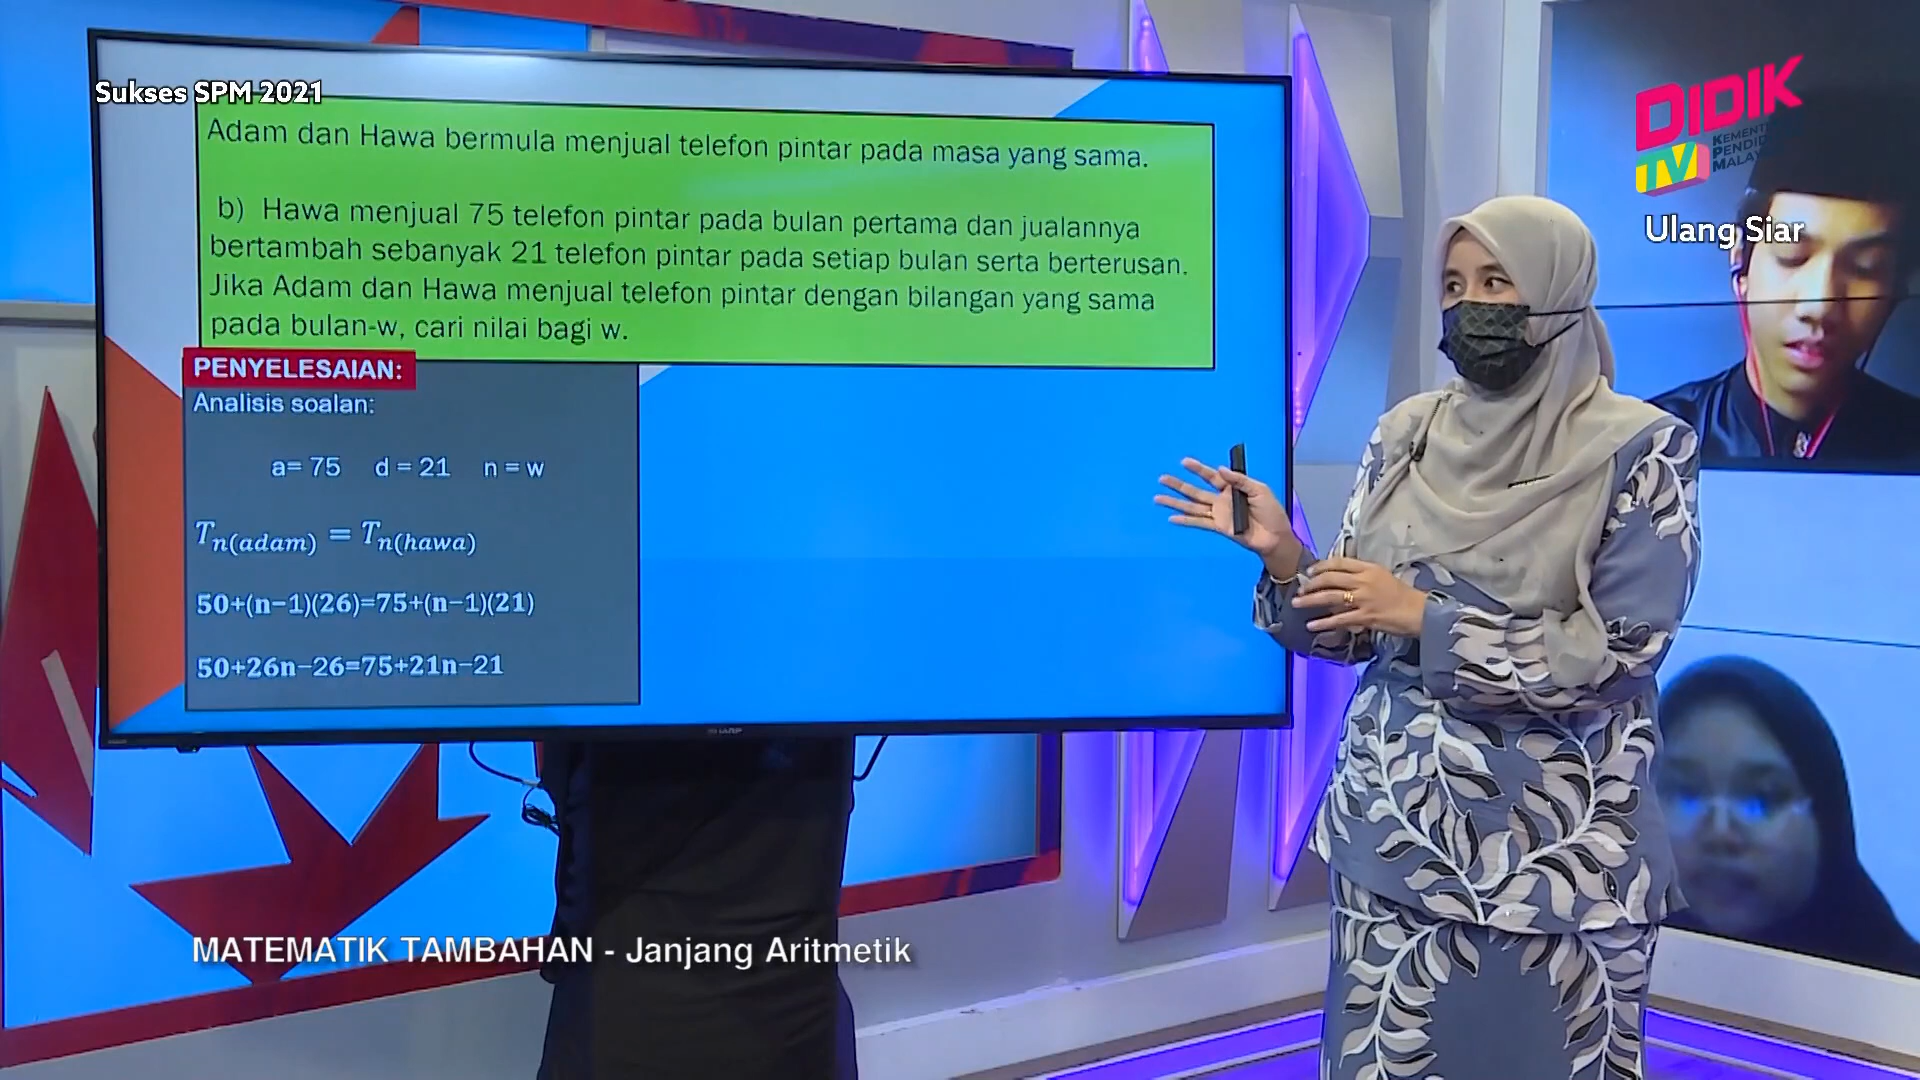 Sukses SPM 2021
Adam dan Hawa bermula menjual telefon pintar pada masa yang sama.
b) Hawa menjual 75 telefon pintar pada bulan pertama dan jualannya
bertambah sebanyak 21 telefon pintar pada setiap bulan serta berterusan.
Jika Adam dan Hawa menjual telefon pintar dengan bilangan yang sama
pada bulan-w, cari nilai bagi w.
PENYELESAIAN:
Analisis soalan:
a= 75 d = 21 n = w
T_{n(adam)} = T_{n(hawa)}
50+(n−1)(26)=75+(n−1)(21)
50+26n−26=75+21n−21
SHARP
MATEMATIK TAMBAHAN - Janjang Aritmetik
DIDIK
TV
Ulang Siar